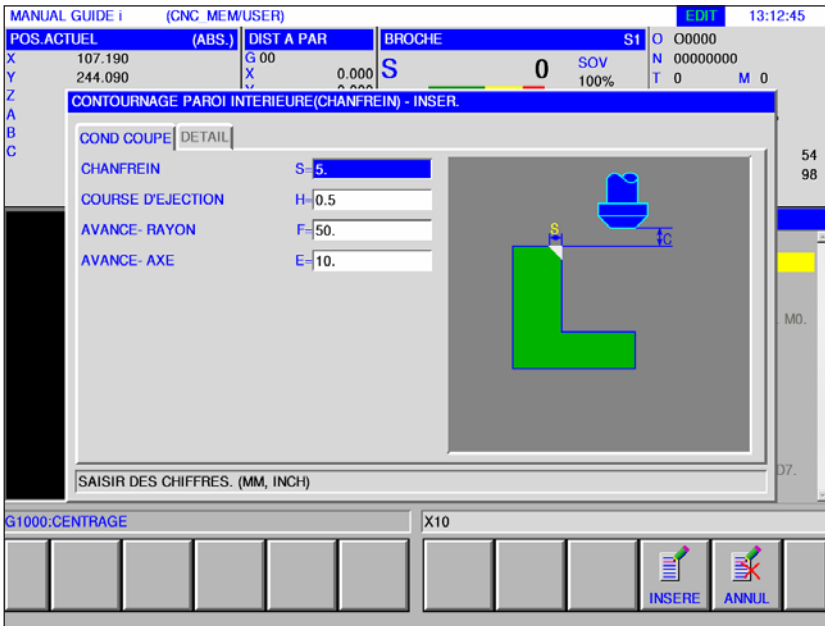 MANUAL GUIDE i (CNC_MEM/USER) EDIT 13:12:45
POS.ACTUEL (ABS.) DIST A PAR BROCHE S1 O O0000
X 107.190 G 00 S 0 SOV N 00000000
Y 244.090 X 0.000 100% T 0 M 0
Z
CONTOURNAGE PAROI INTERIEURE(CHANFREIN) - INSER.
A
B COND COUPE DETAIL
C 54
CHANFREIN S= 5. 98
COURSE D'EJECTION H= 0.5
AVANCE- RAYON F= 50.
AVANCE- AXE E= 10.
S
C
M0.
D7.
SAISIR DES CHIFFRES. (MM, INCH)
G1000:CENTRAGE X10
INSERE ANNUL